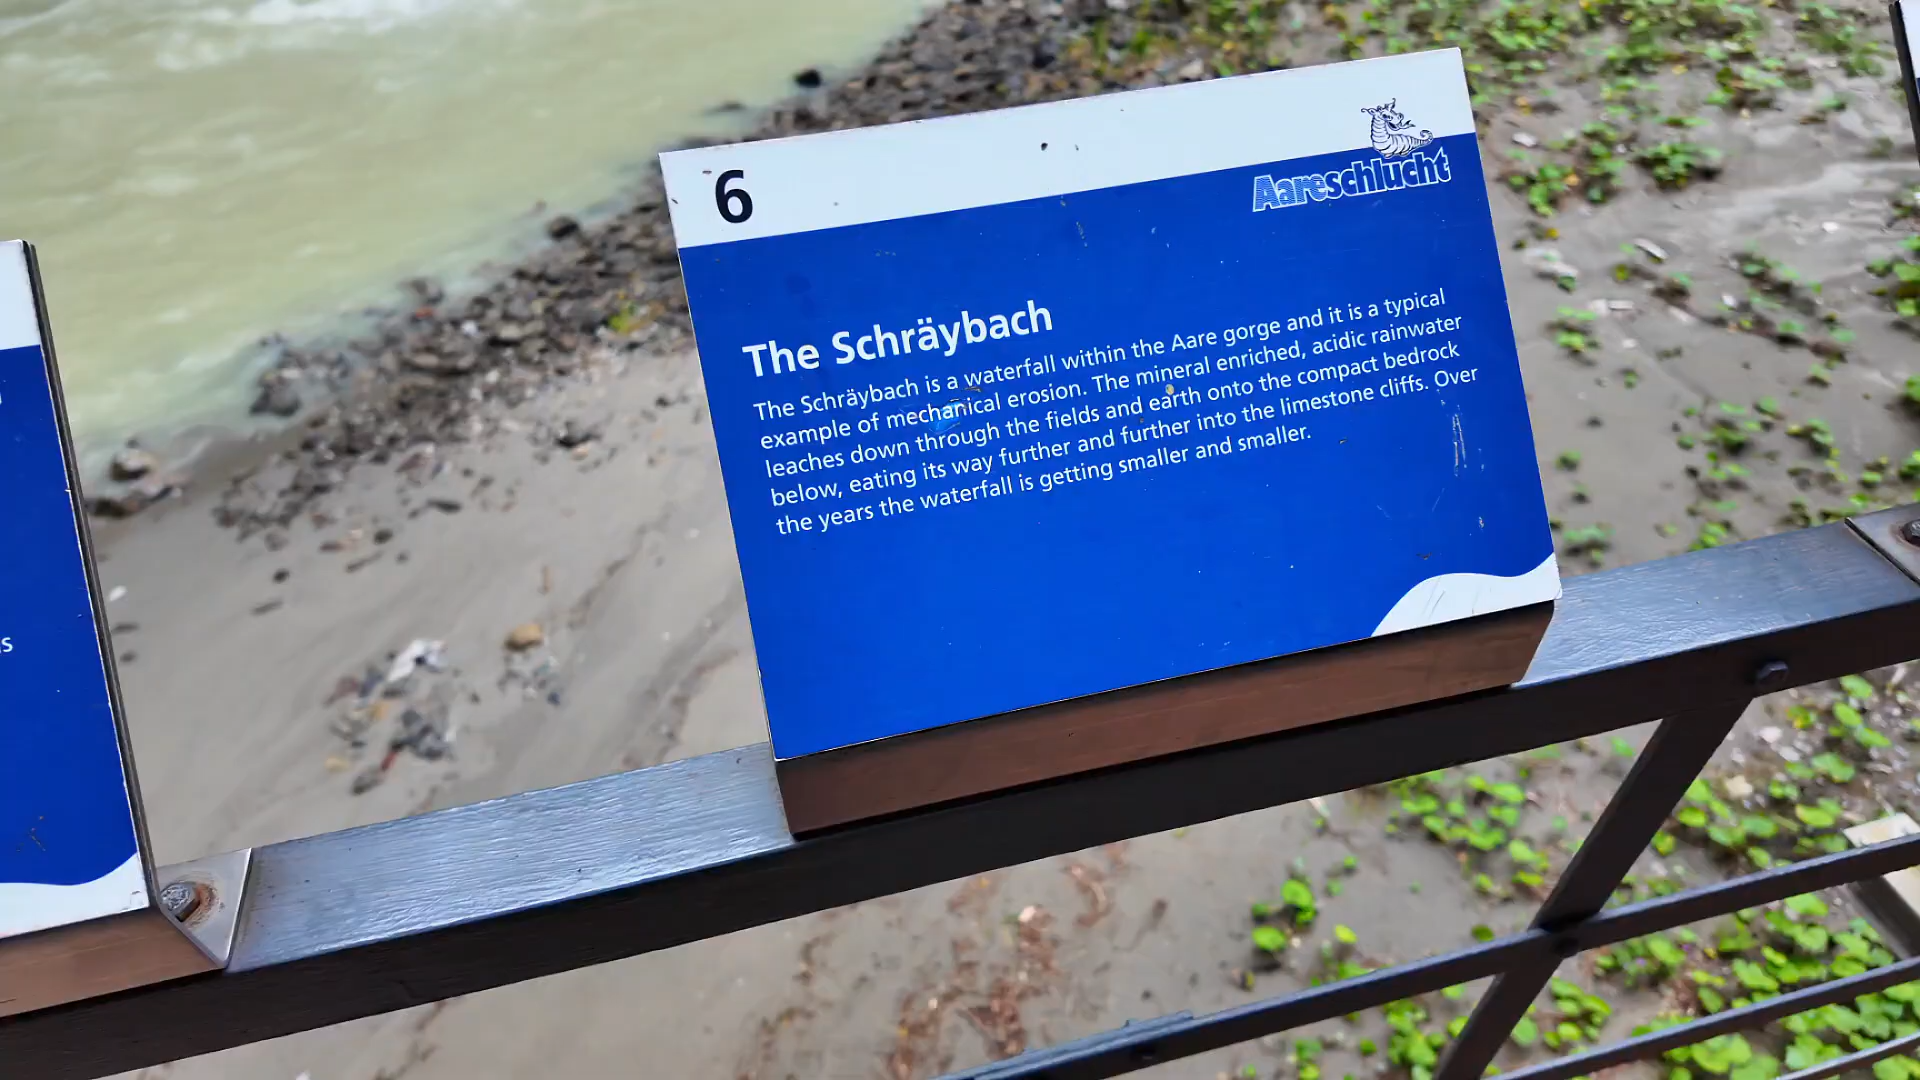 6
Aareschlucht
The Schräybach
The Schräybach is a waterfall within the Aare gorge and it is a typical
example of mechanical erosion. The mineral enriched, acidic rainwater
leaches down through the fields and earth onto the compact bedrock
below, eating its way further and further into the limestone cliffs. Over
the years the waterfall is getting smaller and smaller.